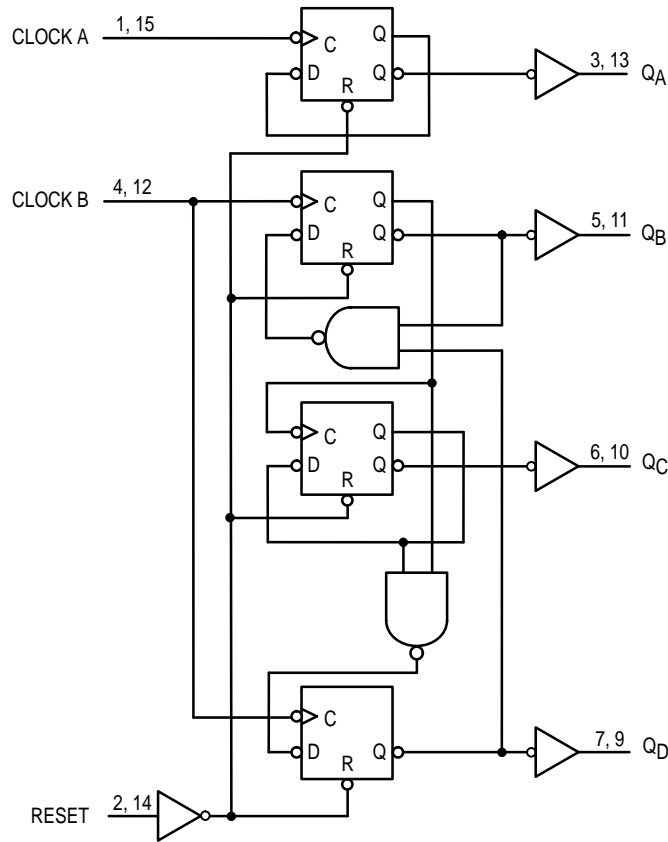 CLOCK A 1, 15 C Q D Q R 3, 13 QA
CLOCK B 4, 12 C Q D Q R 5, 11 QB
C Q D Q R 6, 10 QC
C D Q R 7, 9 QD
RESET 2, 14